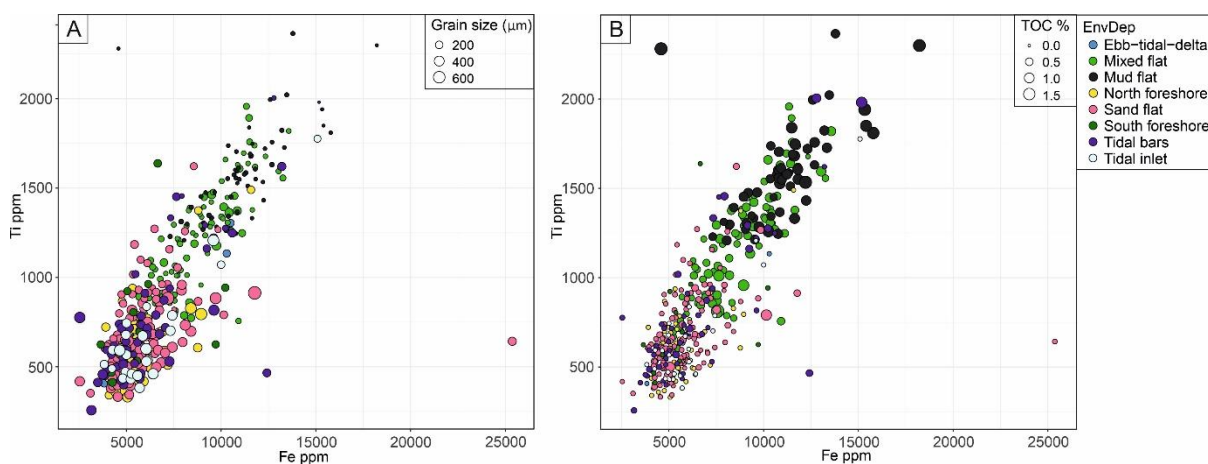 A
Grain size (μm)
200
400
600
2000
1500
1000
500
Ti ppm
5000 10000 15000 20000 25000
Fe ppm
B
TOC %
0.0
0.5
1.0
1.5
EnvDep
Ebb-tidal-delta
Mixed flat
Mud flat
North foreshore
Sand flat
South foreshore
Tidal bars
Tidal inlet
2000
1500
1000
500
Ti ppm
5000 10000 15000 20000 25000
Fe ppm